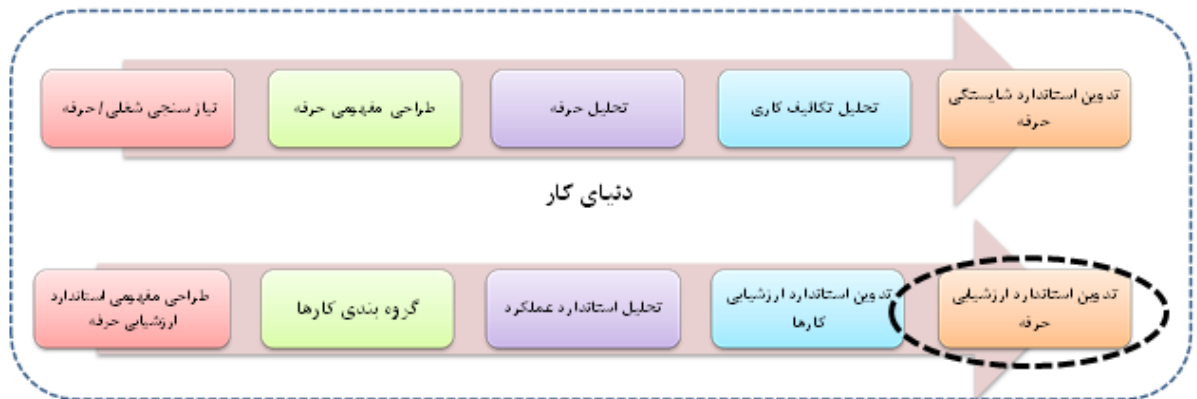 نیاز سنجی شغلی/حرفه
طراحی مفهومی حرفه
تحلیل حرفه
تحلیل تکالیف کاری
تدوین استاندارد شایستگی
حرفه
دنیای کار
طراحی مفهومی استاندارد
ارزشیابی حرفه
گروه بندی کارها
تحلیل استاندارد عملکرد
تدوین استاندارد ارزشیابی
کارها
تدوین استاندارد ارزشیابی
حرفه